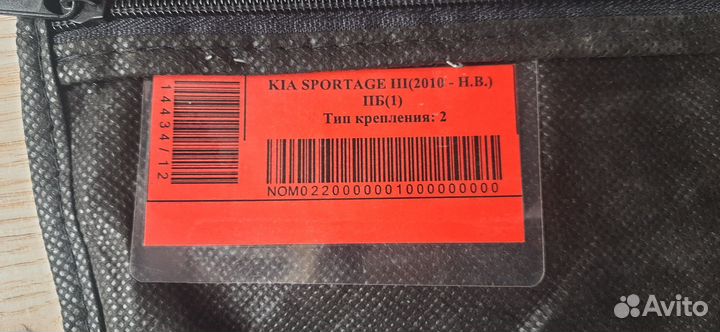 KIA SPORTAGE III(2010 - Н.В.)
ПБ(1)
Тип крепления: 2
14434/12
NOM0220000001000000000
Avito